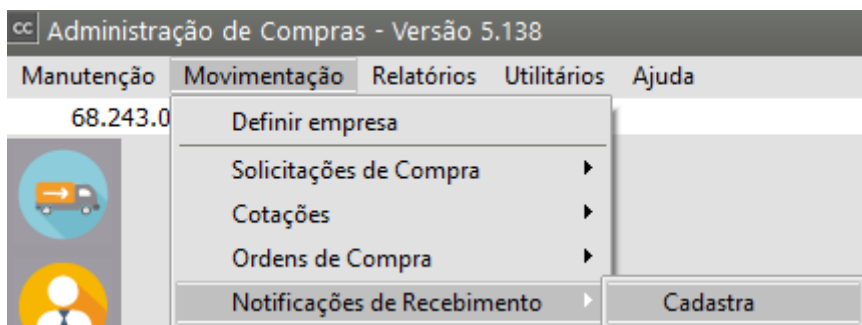 cc Administração de Compras - Versão 5.138
Manutenção Movimentação Relatórios Utilitários Ajuda
68.243.0
Definir empresa
Solicitações de Compra
Cotações
Ordens de Compra
Notificações de Recebimento Cadastra